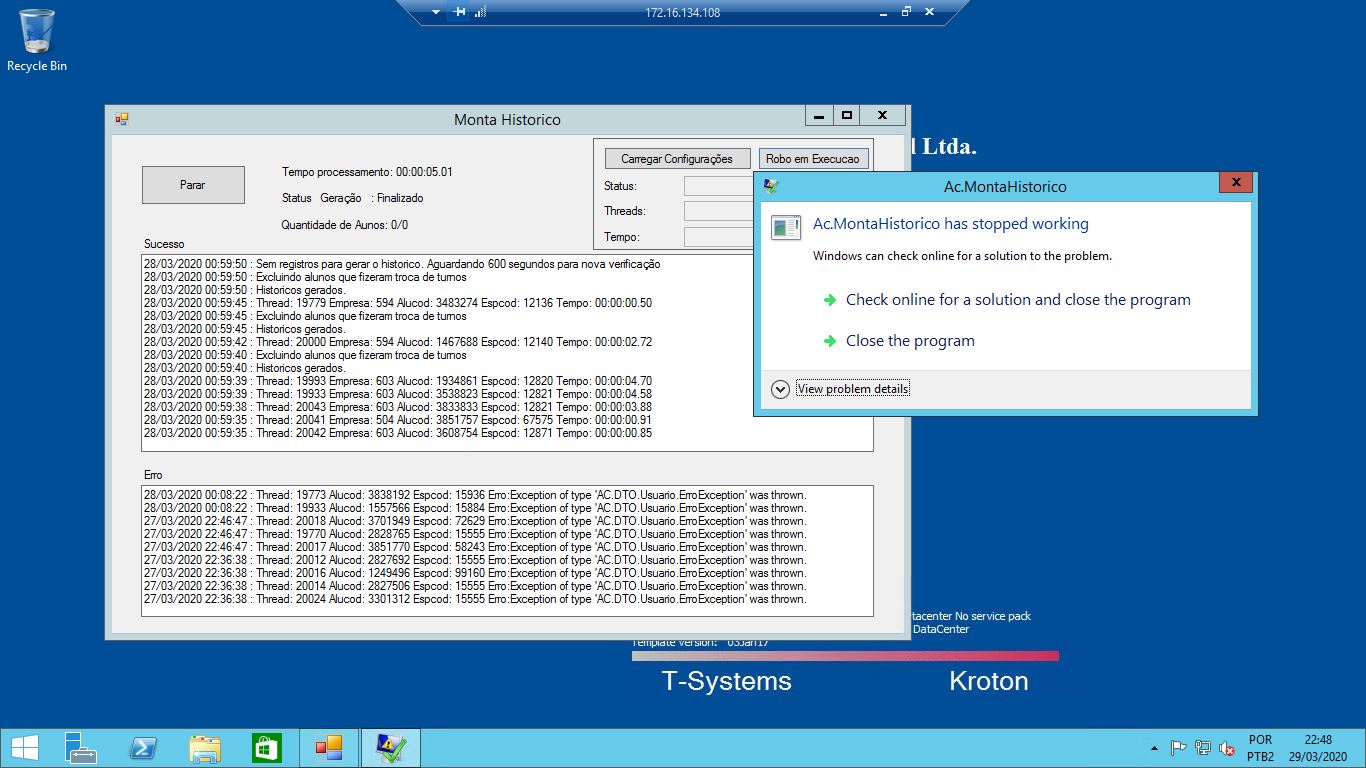 172.16.134.108
Recycle Bin
Monta Historico
l Ltda.
Parar
Tempo processamento: 00:00:05.01
Status Geração : Finalizado
Quantidade de Aunos: 0/0
Carregar Configurações
Robo em Execucao
Status:
Threads:
Tempo:
Sucesso
28/03/2020 00:59:50 : Sem registros para gerar o historico. Aguardando 600 segundos para nova verificação
28/03/2020 00:59:50 : Excluindo alunos que fizeram troca de turnos
28/03/2020 00:59:50 : Historicos gerados.
28/03/2020 00:59:45 : Thread: 19779 Empresa: 594 Alucod: 3483274 Espcod: 12136 Tempo: 00:00:00.50
28/03/2020 00:59:45 : Excluindo alunos que fizeram troca de turnos
28/03/2020 00:59:45 : Historicos gerados.
28/03/2020 00:59:42 : Thread: 20000 Empresa: 594 Alucod: 1467688 Espcod: 12140 Tempo: 00:00:02.72
28/03/2020 00:59:40 : Excluindo alunos que fizeram troca de turnos
28/03/2020 00:59:40 : Historicos gerados.
28/03/2020 00:59:39 : Thread: 19993 Empresa: 603 Alucod: 1934861 Espcod: 12820 Tempo: 00:00:04.70
28/03/2020 00:59:39 : Thread: 19933 Empresa: 603 Alucod: 3538823 Espcod: 12821 Tempo: 00:00:04.58
28/03/2020 00:59:38 : Thread: 20043 Empresa: 603 Alucod: 3833833 Espcod: 12821 Tempo: 00:00:03.88
28/03/2020 00:59:35 : Thread: 20041 Empresa: 504 Alucod: 3851757 Espcod: 67575 Tempo: 00:00:00.91
28/03/2020 00:59:35 : Thread: 20042 Empresa: 603 Alucod: 3608754 Espcod: 12871 Tempo: 00:00:00.85
Ac.MontaHistorico
Ac.MontaHistorico has stopped working
Windows can check online for a solution to the problem.
Check online for a solution and close the program
Close the program
View problem details
Erro
28/03/2020 00:08:22 : Thread: 19773 Alucod: 3838192 Espcod: 15936 Erro:Exception of type 'AC.DTO.Usuario.ErroException' was thrown.
28/03/2020 00:08:22 : Thread: 19933 Alucod: 1557566 Espcod: 15884 Erro:Exception of type 'AC.DTO.Usuario.ErroException' was thrown.
27/03/2020 22:46:47 : Thread: 20018 Alucod: 3701949 Espcod: 72629 Erro:Exception of type 'AC.DTO.Usuario.ErroException' was thrown.
27/03/2020 22:46:47 : Thread: 19770 Alucod: 2828765 Espcod: 15555 Erro:Exception of type 'AC.DTO.Usuario.ErroException' was thrown.
27/03/2020 22:46:47 : Thread: 20017 Alucod: 3851770 Espcod: 58243 Erro:Exception of type 'AC.DTO.Usuario.ErroException' was thrown.
27/03/2020 22:36:38 : Thread: 20012 Alucod: 2827692 Espcod: 15555 Erro:Exception of type 'AC.DTO.Usuario.ErroException' was thrown.
27/03/2020 22:36:38 : Thread: 20016 Alucod: 1249496 Espcod: 99160 Erro:Exception of type 'AC.DTO.Usuario.ErroException' was thrown.
27/03/2020 22:36:38 : Thread: 20014 Alucod: 2827506 Espcod: 15555 Erro:Exception of type 'AC.DTO.Usuario.ErroException' was thrown.
27/03/2020 22:36:38 : Thread: 20024 Alucod: 3301312 Espcod: 15555 Erro:Exception of type 'AC.DTO.Usuario.ErroException' was thrown.
tacenter No service pack
DataCenter
Template version: 03Jan17
T-Systems
Kroton
POR
PTB2
22:48
29/03/2020